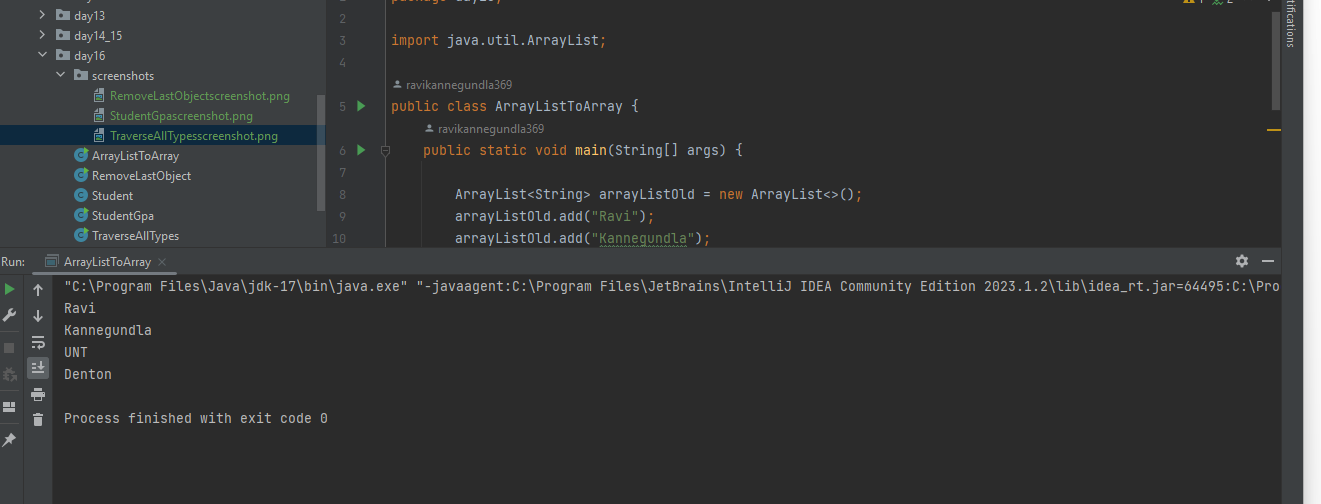 day13
day14_15
day16
screenshots
RemoveLastObjectscreenshot.png
StudentGpascreenshot.png
TraverseAllTypesscreenshot.png
ArrayListToArray
RemoveLastObject
Student
StudentGpa
TraverseAllTypes
2
3 import java.util.ArrayList;
4
ravikannegundla369
5 public class ArrayListToArray {
ravikannegundla369
6 public static void main(String[] args) {
7
8 ArrayList<String> arrayListOld = new ArrayList<>();
9 arrayListOld.add("Ravi");
10 arrayListOld.add("Kannegundla");
Run: ArrayListToArray
"C:\Program Files\Java\jdk-17\bin\java.exe" "-javaagent:C:\Program Files\JetBrains\IntelliJ IDEA Community Edition 2023.1.2\lib\idea_rt.jar=64495:C:\Pro
Ravi
Kannegundla
UNT
Denton
Process finished with exit code 0